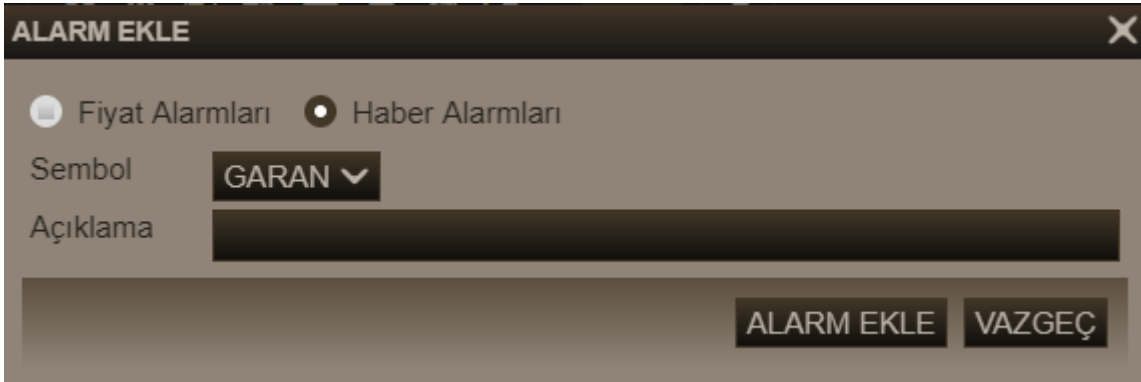 ALARM EKLE
Fiyat Alarmları Haber Alarmları
Sembol GARAN
Açıklama
ALARM EKLE VAZGEÇ